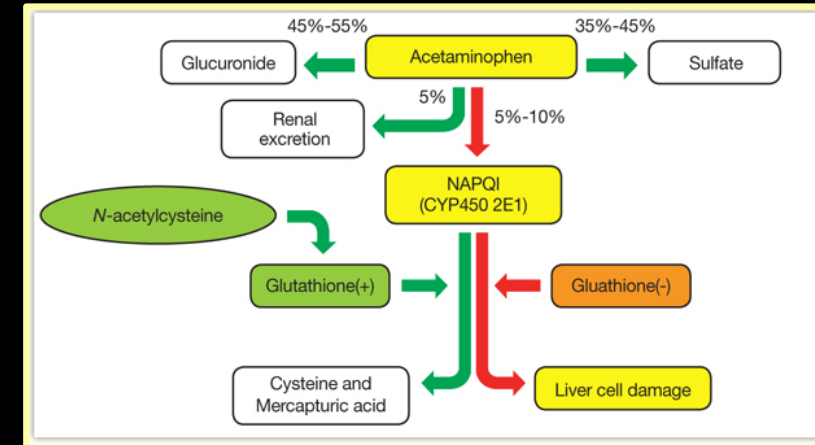 45%-55%
35%-45%
Glucuronide
Acetaminophen
Sulfate
5%
5%-10%
Renal
excretion
NAPQI
(CYP450 2E1)
N-acetylcysteine
Glutathione(+)
Gluathione(-)
Cysteine and
Mercapturic acid
Liver cell damage